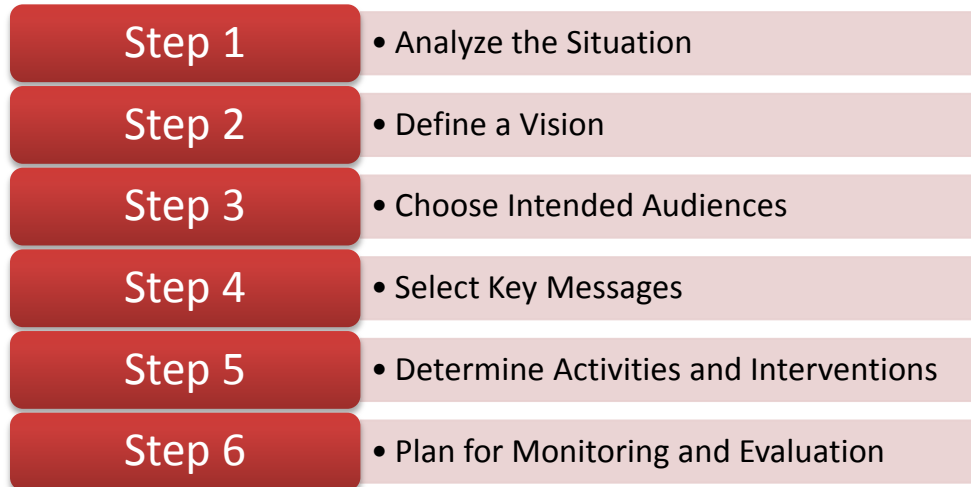 Step 1
• Analyze the Situation
Step 2
• Define a Vision
Step 3
• Choose Intended Audiences
Step 4
• Select Key Messages
Step 5
• Determine Activities and Interventions
Step 6
• Plan for Monitoring and Evaluation